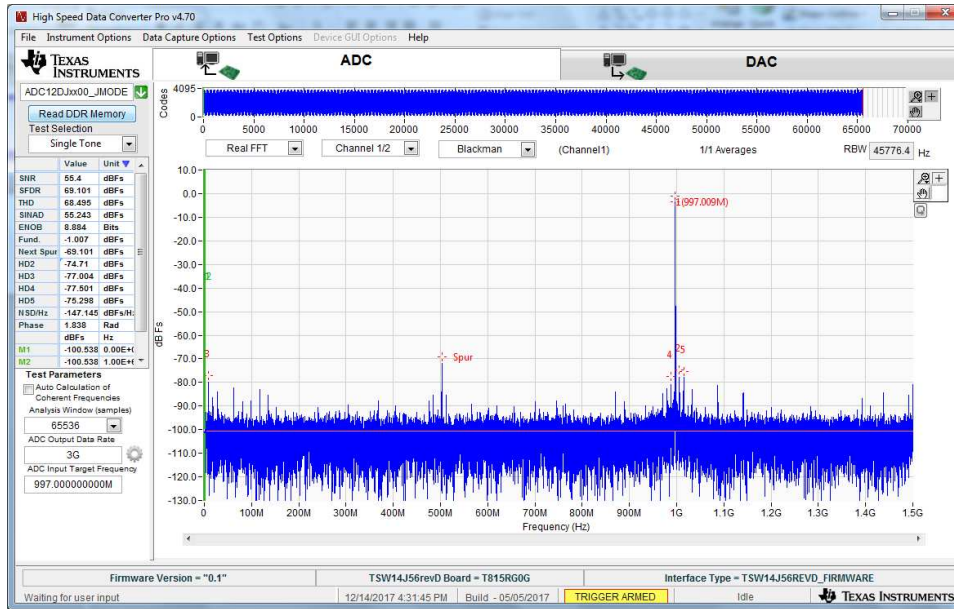 High Speed Data Converter Pro v4.70
File Instrument Options Data Capture Options Test Options Device GUI Options Help
TEXAS INSTRUMENTS
ADC
DAC
ADC12DJxx00_JMODE
Read DDR Memory
Test Selection
Single Tone
Codes
4095
0
0 5000 10000 15000 20000 25000 30000 35000 40000 45000 50000 55000 60000 65000 70000
Real FFT Channel 1/2 Blackman (Channel1) 1/1 Averages RBW 45776.4 Hz
Value Unit
SNR 55.4 dBFs
SFDR 69.101 dBFs
THD 68.495 dBFs
SINAD 55.243 dBFs
ENOB 8.884 Bits
Fund. -1.007 dBFs
Next Spur -69.101 dBFs
HD2 -74.71 dBFs
HD3 -77.004 dBFs
HD4 -77.501 dBFs
HD5 -75.298 dBFs
NSD/Hz -147.145 dBFs/H
Phase 1.838 Rad
dBFs Hz
M1 -100.538 0.00E+(
M2 -100.538 1.00E+(
Test Parameters
Auto Calculation of
Coherent Frequencies
Analysis Window (samples)
65536
ADC Output Data Rate
3G
ADC Input Target Frequency
997.000000000M
dBFs
10.0
0.0
-10.0
-20.0
-30.0
-40.0
-50.0
-60.0
-70.0
-80.0
-90.0
-100.0
-110.0
-120.0
-130.0
1(997.009M)
2
3
Spur
4
25
0 100M 200M 300M 400M 500M 600M 700M 800M 900M 1G 1.1G 1.2G 1.3G 1.4G 1.5G
Frequency (Hz)
Firmware Version = "0.1" TSW14J56revD Board = T815RG0G Interface Type = TSW14J56REVD_FIRMWARE
Waiting for user input 12/14/2017 4:31:45 PM Build - 05/05/2017 TRIGGER ARMED Idle TEXAS INSTRUMENTS